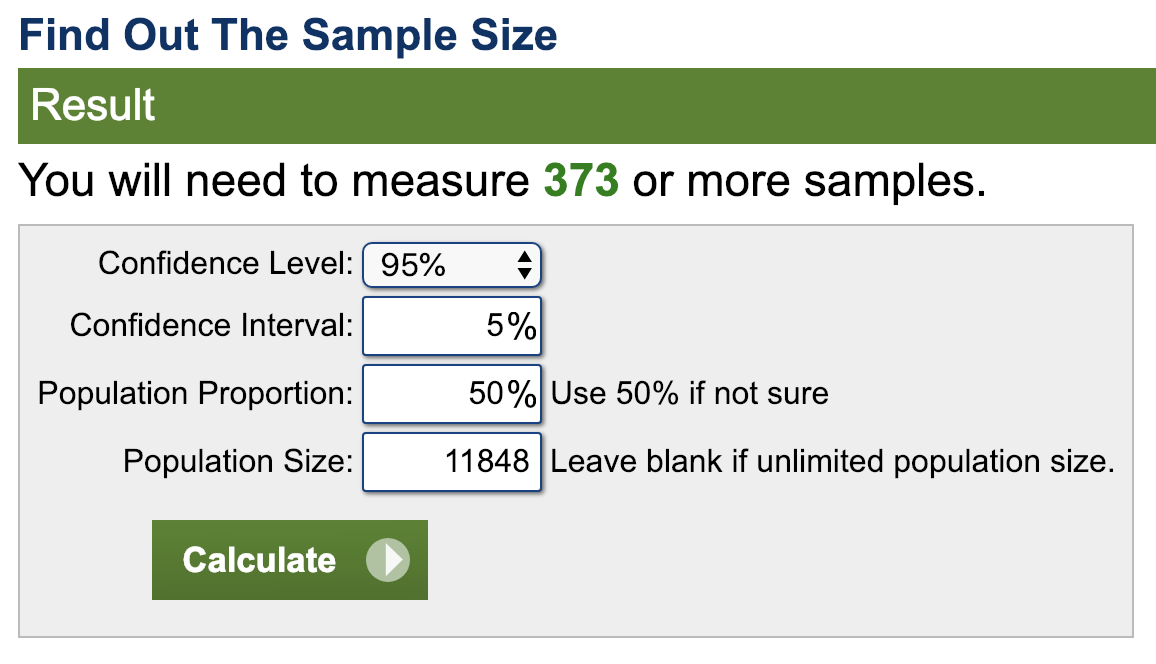 Find Out The Sample Size
Result
You will need to measure 373 or more samples.
Confidence Level: 95%
Confidence Interval: 5%
Population Proportion: 50% Use 50% if not sure
Population Size: 11848 Leave blank if unlimited population size.
Calculate